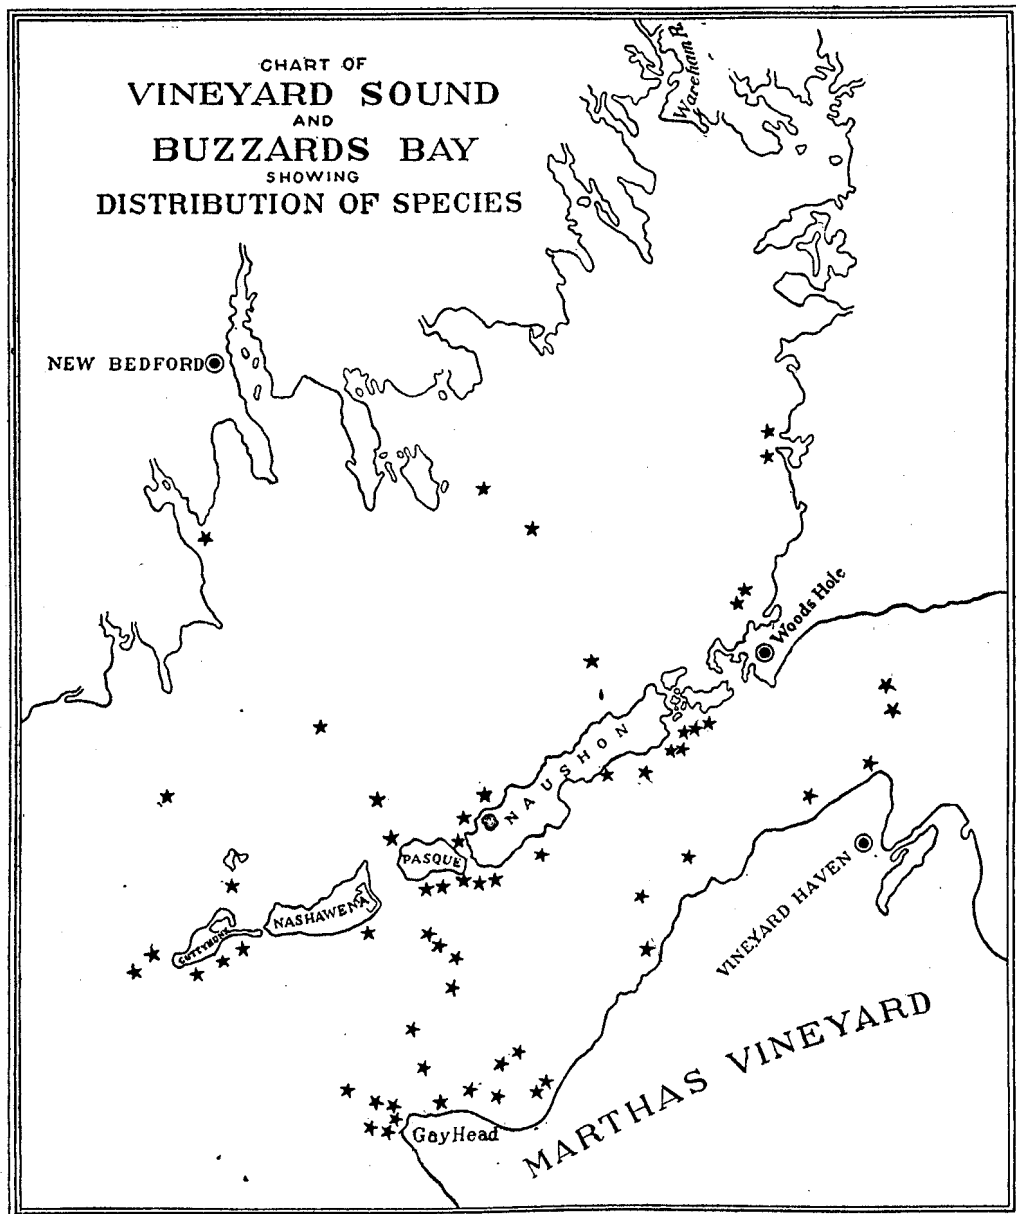 CHART OF
VINEYARD SOUND
AND
BUZZARDS BAY
SHOWING
DISTRIBUTION OF SPECIES
Wareham R.
NEW BEDFORD
Woods Hole
NAUSHON
PASQUE
NASHAWENA
CUTTYHUNK
VINEYARD HAVEN
MARTHAS VINEYARD
Gay Head